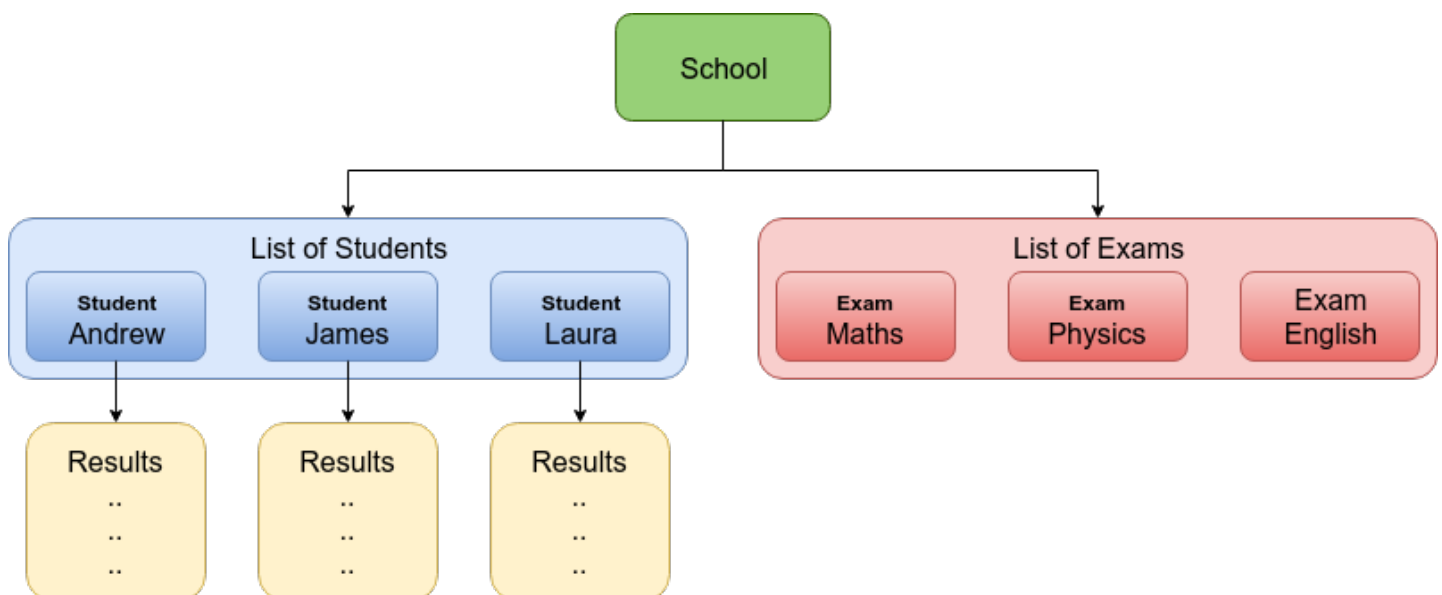 School
List of Students
List of Exams
Student
Andrew
Student
James
Student
Laura
Exam
Maths
Exam
Physics
Exam
English
Results
..
..
..
Results
..
..
..
Results
..
..
..